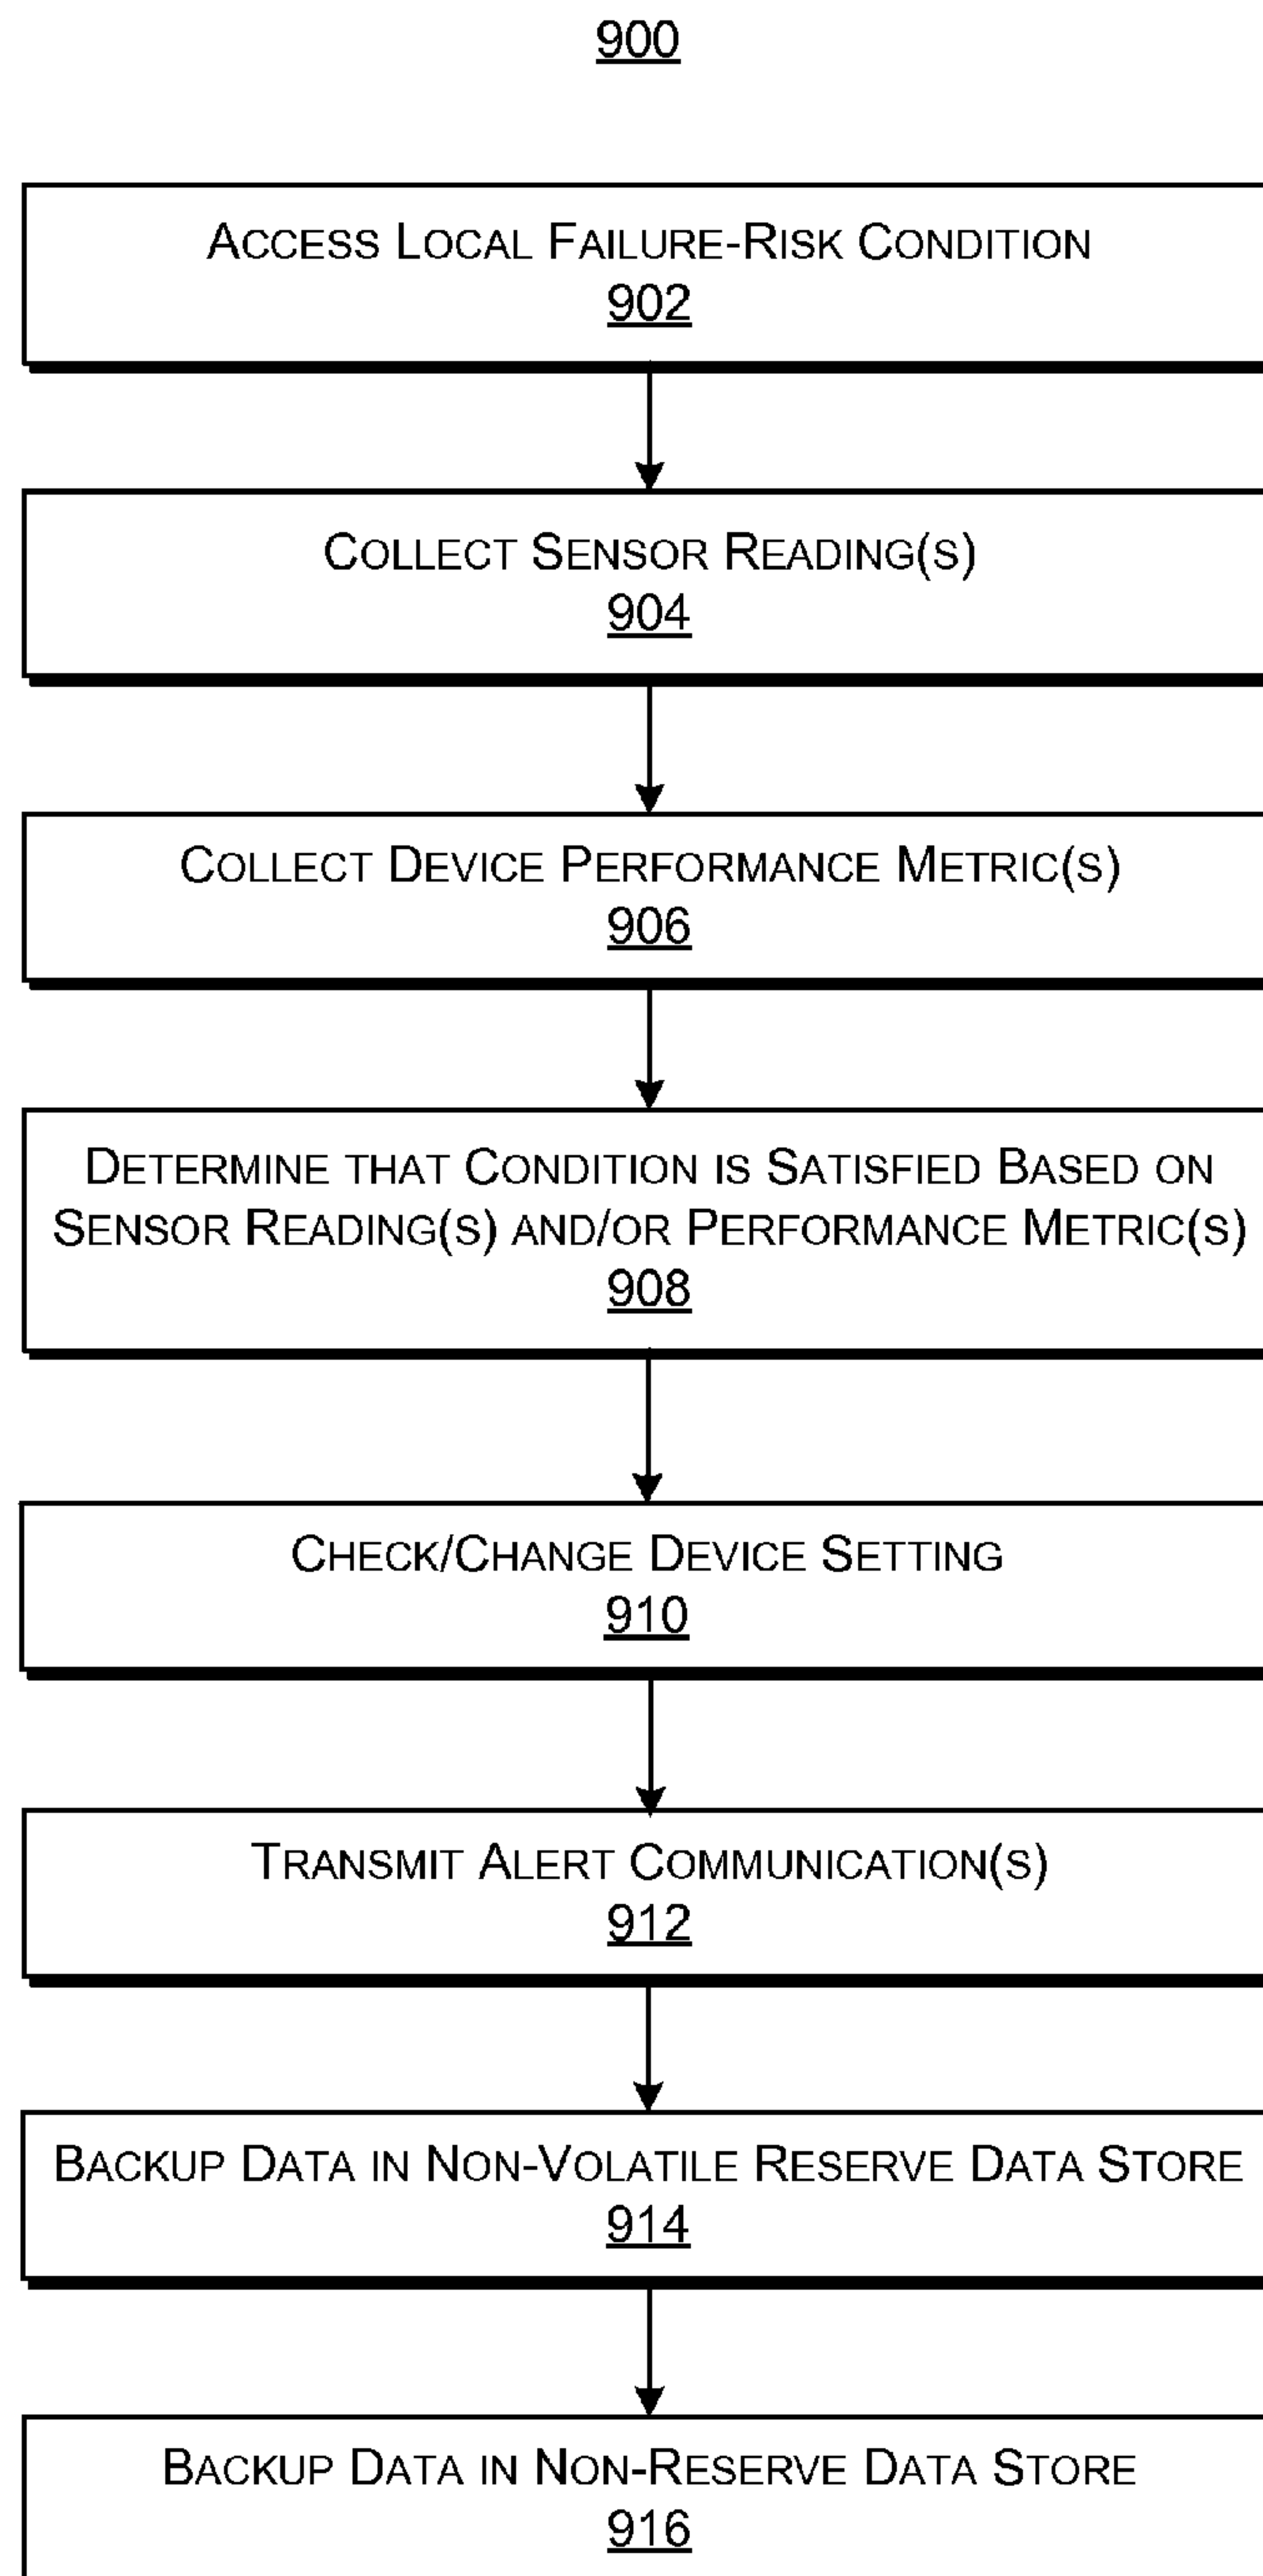 900
ACCESS LOCAL FAILURE-RISK CONDITION
902
COLLECT SENSOR READING(S)
904
COLLECT DEVICE PERFORMANCE METRIC(S)
906
DETERMINE THAT CONDITION IS SATISFIED BASED ON
SENSOR READING(S) AND/OR PERFORMANCE METRIC(S)
908
CHECK/CHANGE DEVICE SETTING
910
TRANSMIT ALERT COMMUNICATION(S)
912
BACKUP DATA IN NON-VOLATILE RESERVE DATA STORE
914
BACKUP DATA IN NON-RESERVE DATA STORE
916